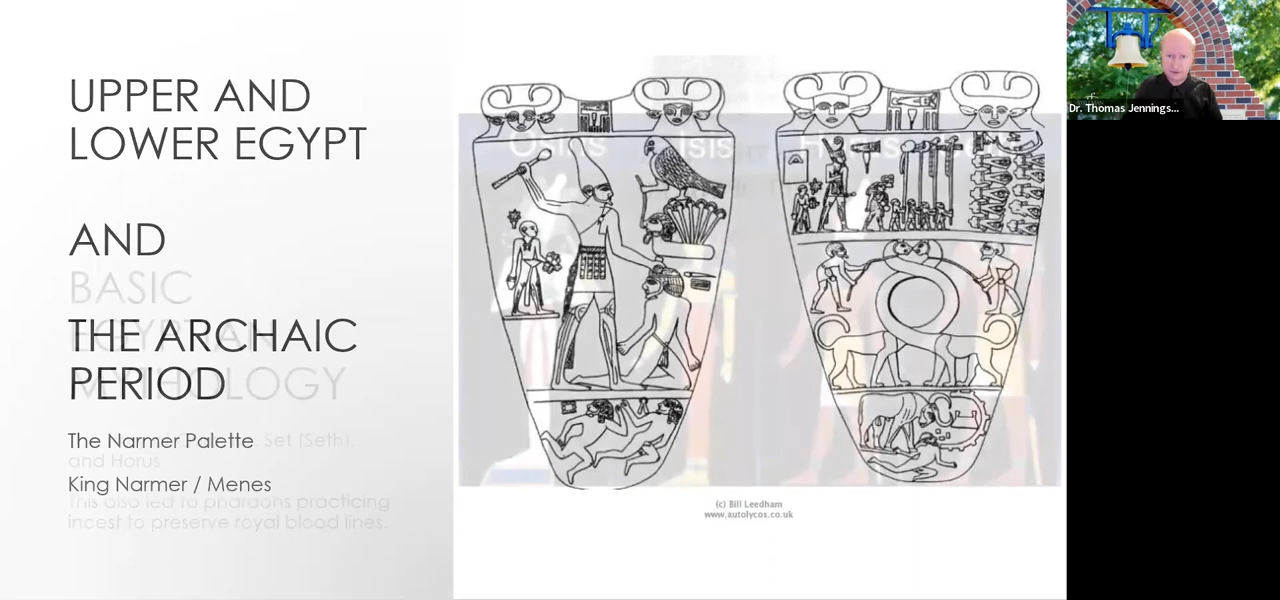 UPPER AND
LOWER EGYPT
AND
BASIC
EGYPTIAN
THE ARCHAIC
MYTHOLOGY
PERIOD
The Narmer Palette
Set (Seth),
and Horus
King Narmer / Menes
This also led to pharaohs practicing
incest to preserve royal blood lines.
Osiris
Isis
(c) Bill Leedham
www.autolycos.co.uk
Dr. Thomas Jennings...